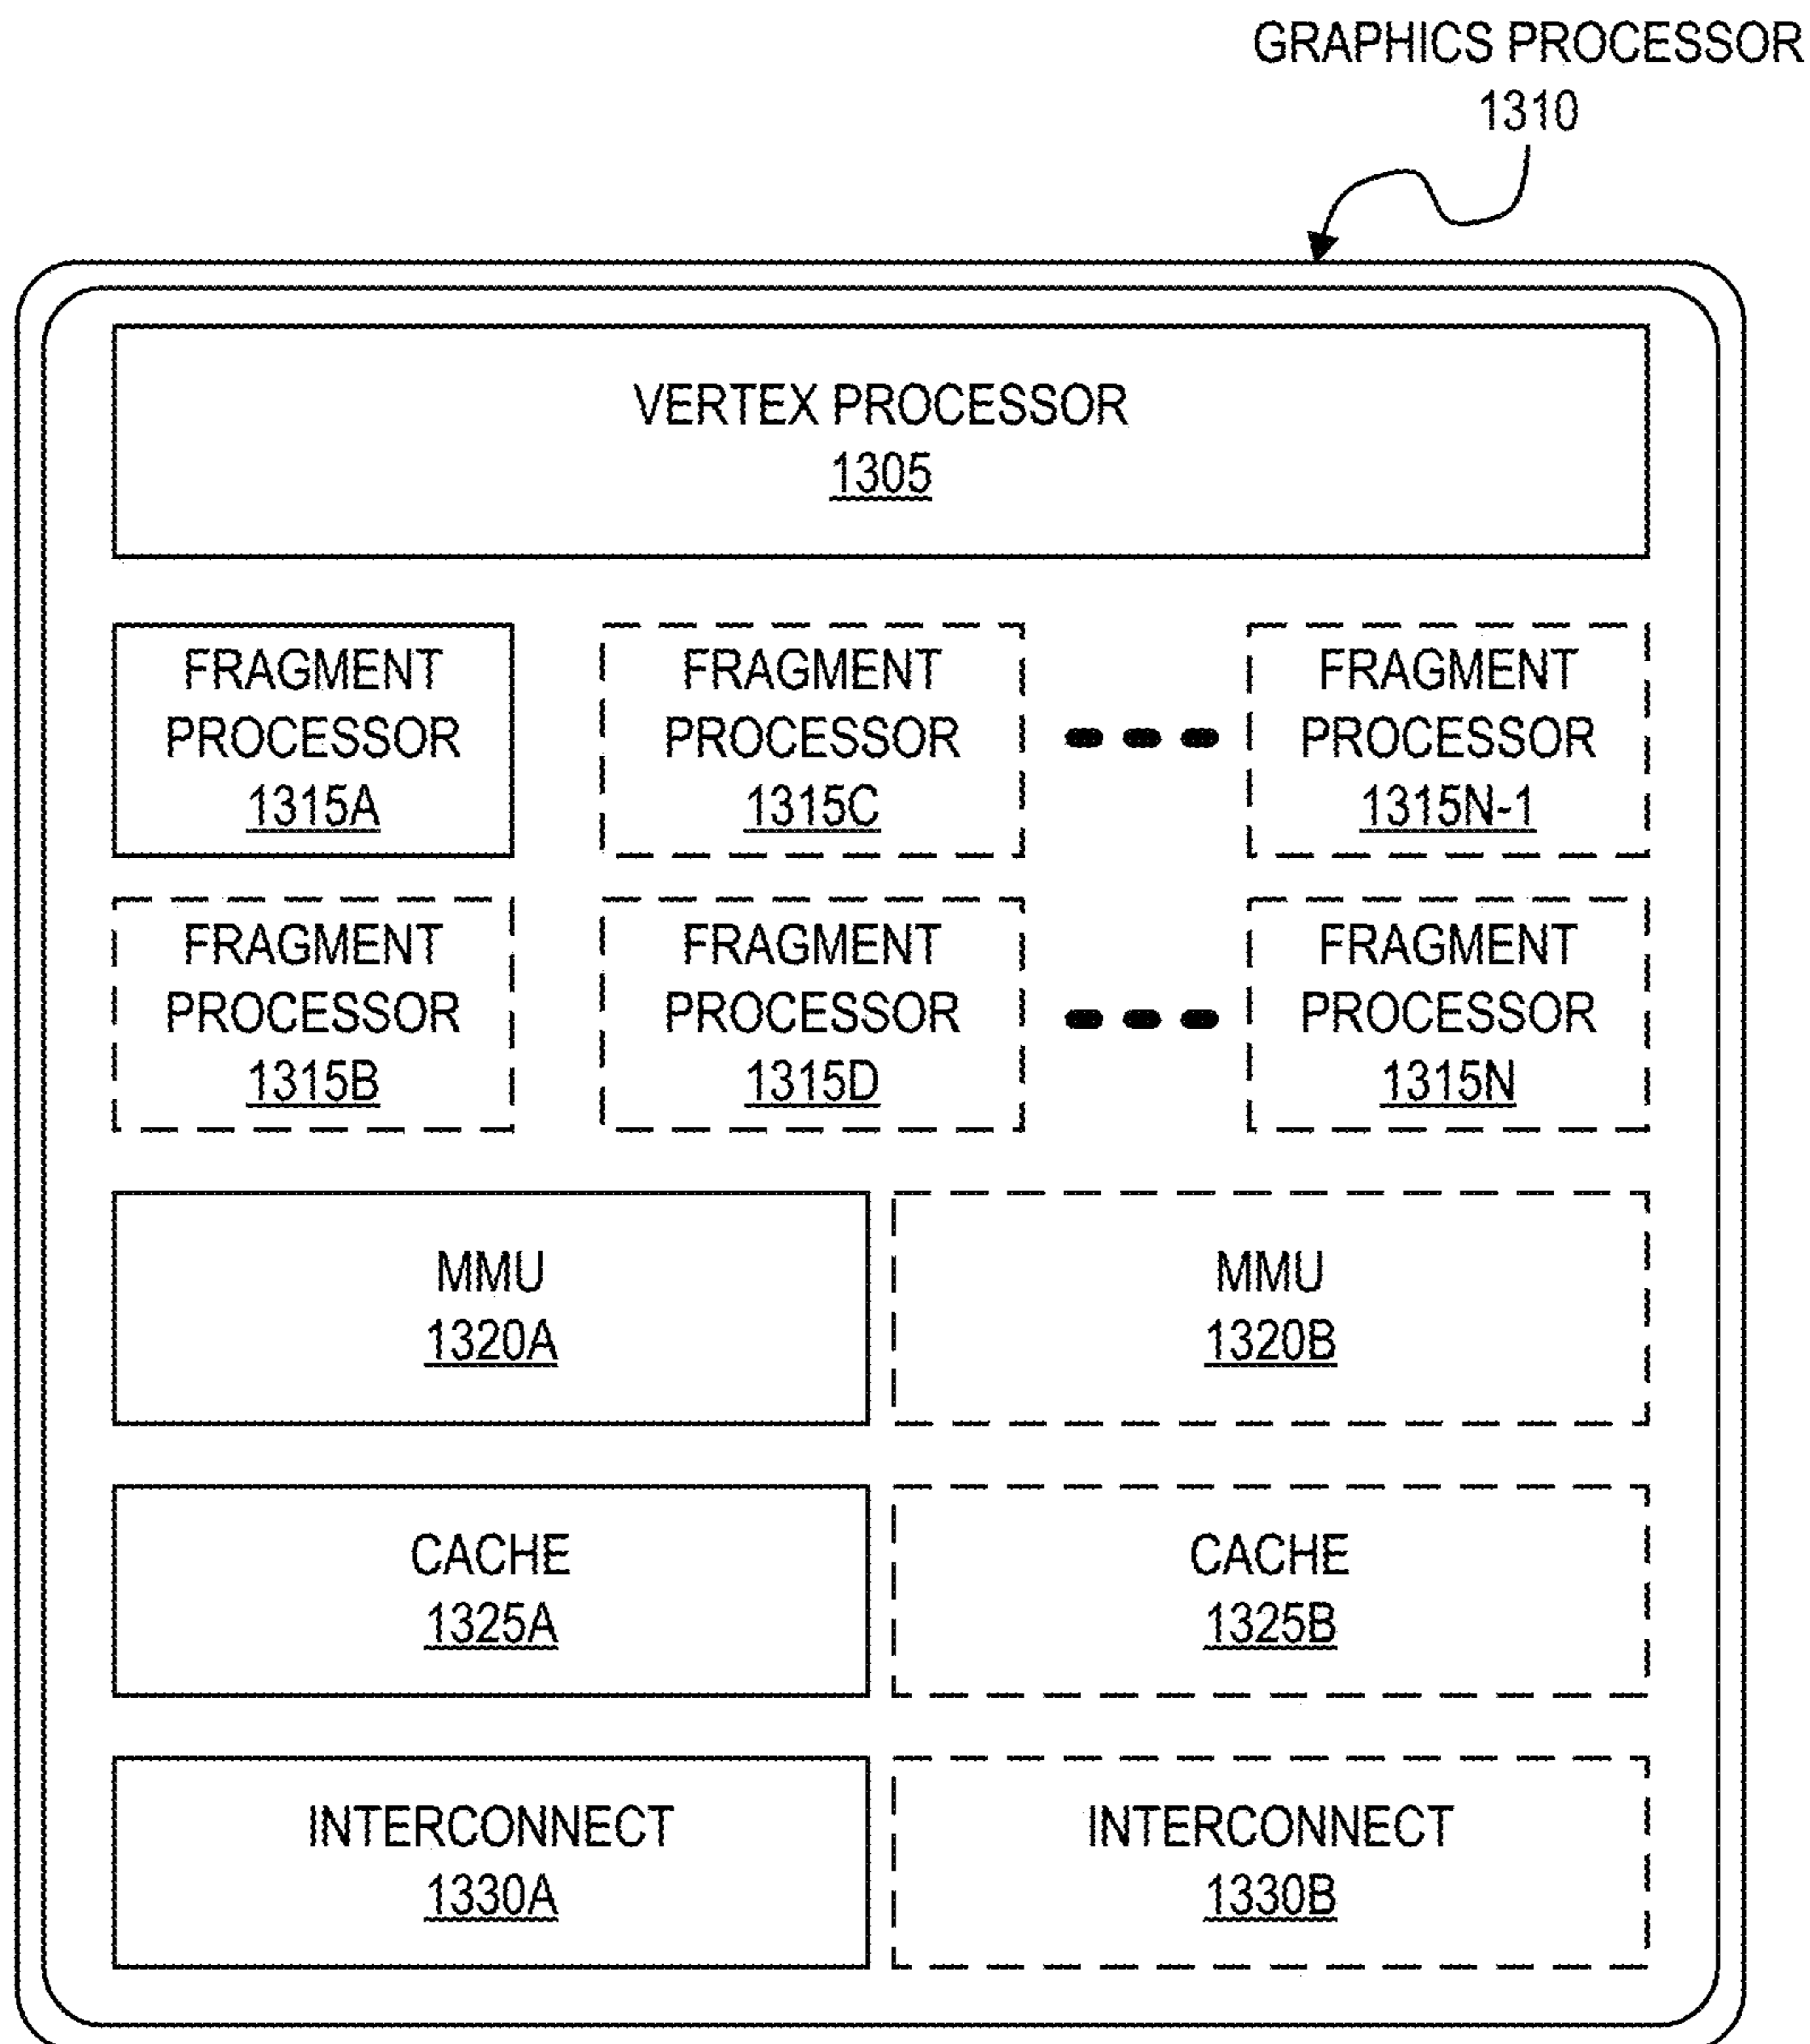 GRAPHICS PROCESSOR
1310
VERTEX PROCESSOR
1305
FRAGMENT
PROCESSOR
1315A
FRAGMENT
PROCESSOR
1315C
FRAGMENT
PROCESSOR
1315N-1
FRAGMENT
PROCESSOR
1315B
FRAGMENT
PROCESSOR
1315D
FRAGMENT
PROCESSOR
1315N
MMU
1320A
MMU
1320B
CACHE
1325A
CACHE
1325B
INTERCONNECT
1330A
INTERCONNECT
1330B